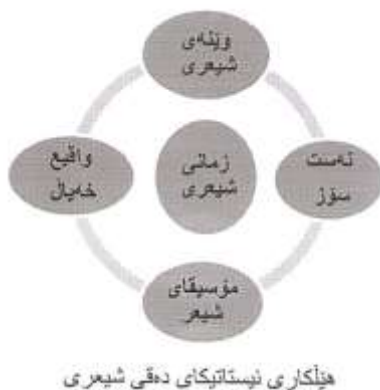 وێنەی
شیعری
واقیع
خەیاڵ
زمانی
شیعری
ئەست
سۆز
مۆسیقای
شیعر
هێڵکاری ئیستاتیکای دەقی شیعری